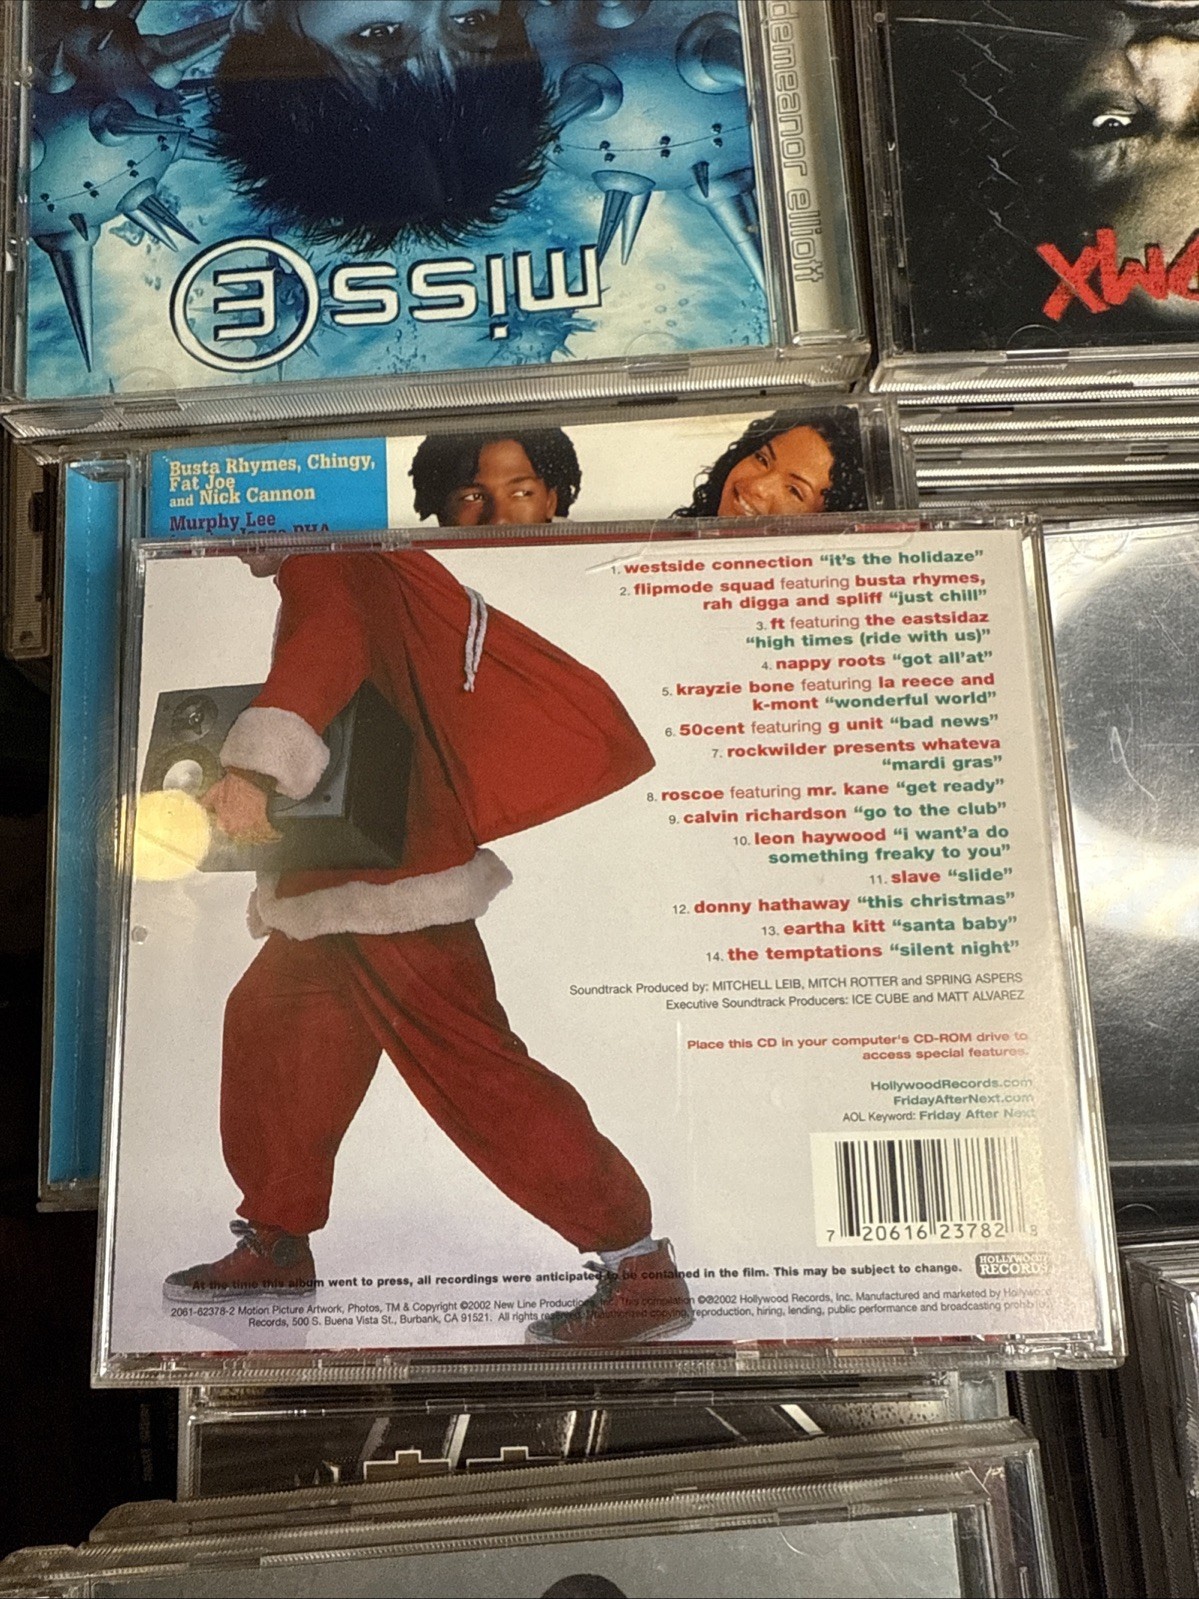 miss E
demeanor elliott
DMX
Busta Rhymes, Chingy,
Fat Joe
and Nick Cannon
Murphy Lee
1. westside connection “it's the holidaze”
2. flipmode squad featuring busta rhymes,
rah digga and spliff “just chill”
3. ft featuring the eastsidaz
“high times (ride with us)”
4. nappy roots “got all'at”
5. krayzie bone featuring la reece and
k-mont “wonderful world”
6. 50cent featuring g unit “bad news”
7. rockwilder presents whateva
“mardi gras”
8. roscoe featuring mr. kane “get ready”
9. calvin richardson “go to the club”
10. leon haywood “i want'a do
something freaky to you”
11. slave “slide”
12. donny hathaway “this christmas”
13. eartha kitt “santa baby”
14. the temptations “silent night”
Soundtrack Produced by: MITCHELL LEIB, MITCH ROTTER and SPRING ASPERS
Executive Soundtrack Producers: ICE CUBE and MATT ALVAREZ
Place this CD in your computer's CD-ROM drive to
access special features.
HollywoodRecords.com
FridayAfterNext.com
AOL Keyword: Friday After Next
7 20616 23782 8
At the time this album went to press, all recordings were anticipated to be contained in the film. This may be subject to change.
HOLLYWOOD
RECORDS
2061-62378-2 Motion Picture Artwork, Photos, TM & Copyright ©2002 New Line Productions, Inc. This compilation ©℗2002 Hollywood Records, Inc. Manufactured and marketed by Hollywood
Records, 500 S. Buena Vista St., Burbank, CA 91521. All rights reserved. Unauthorized copying, reproduction, hiring, lending, public performance and broadcasting prohibited.